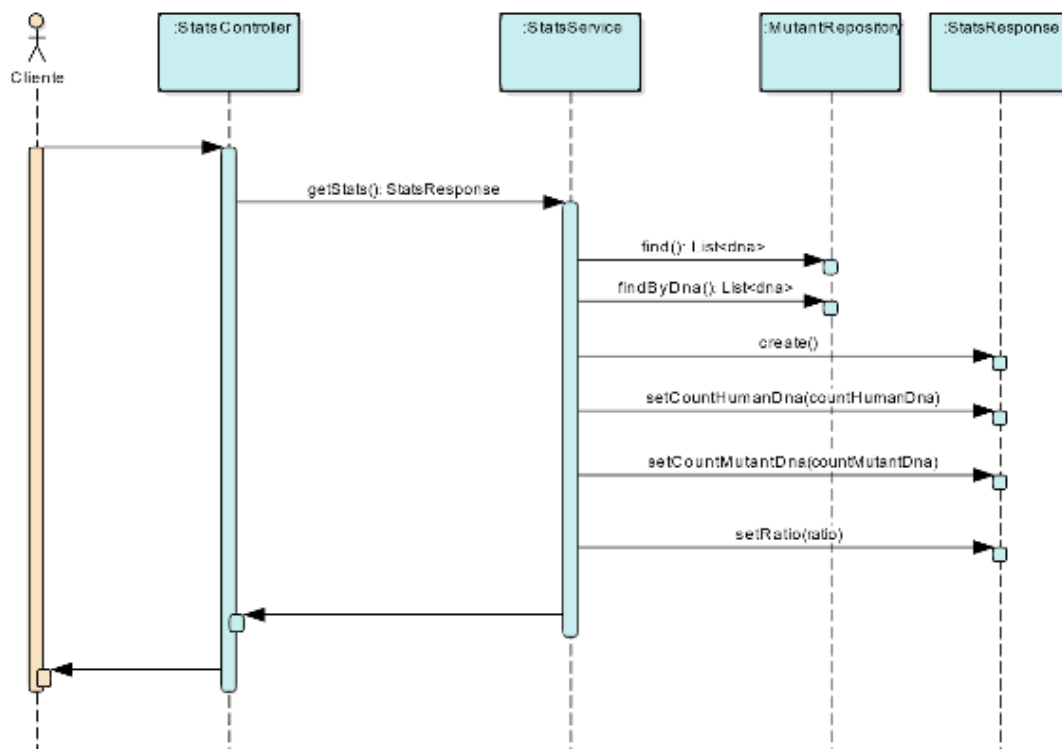 :StatsController
:StatsService
:MutantRepository
:StatsResponse
Cliente
getStats(): StatsResponse
find(): List<dna>
findByDna(): List<dna>
create()
setCountHumanDna(countHumanDna)
setCountMutantDna(countMutantDna)
setRatio(ratio)